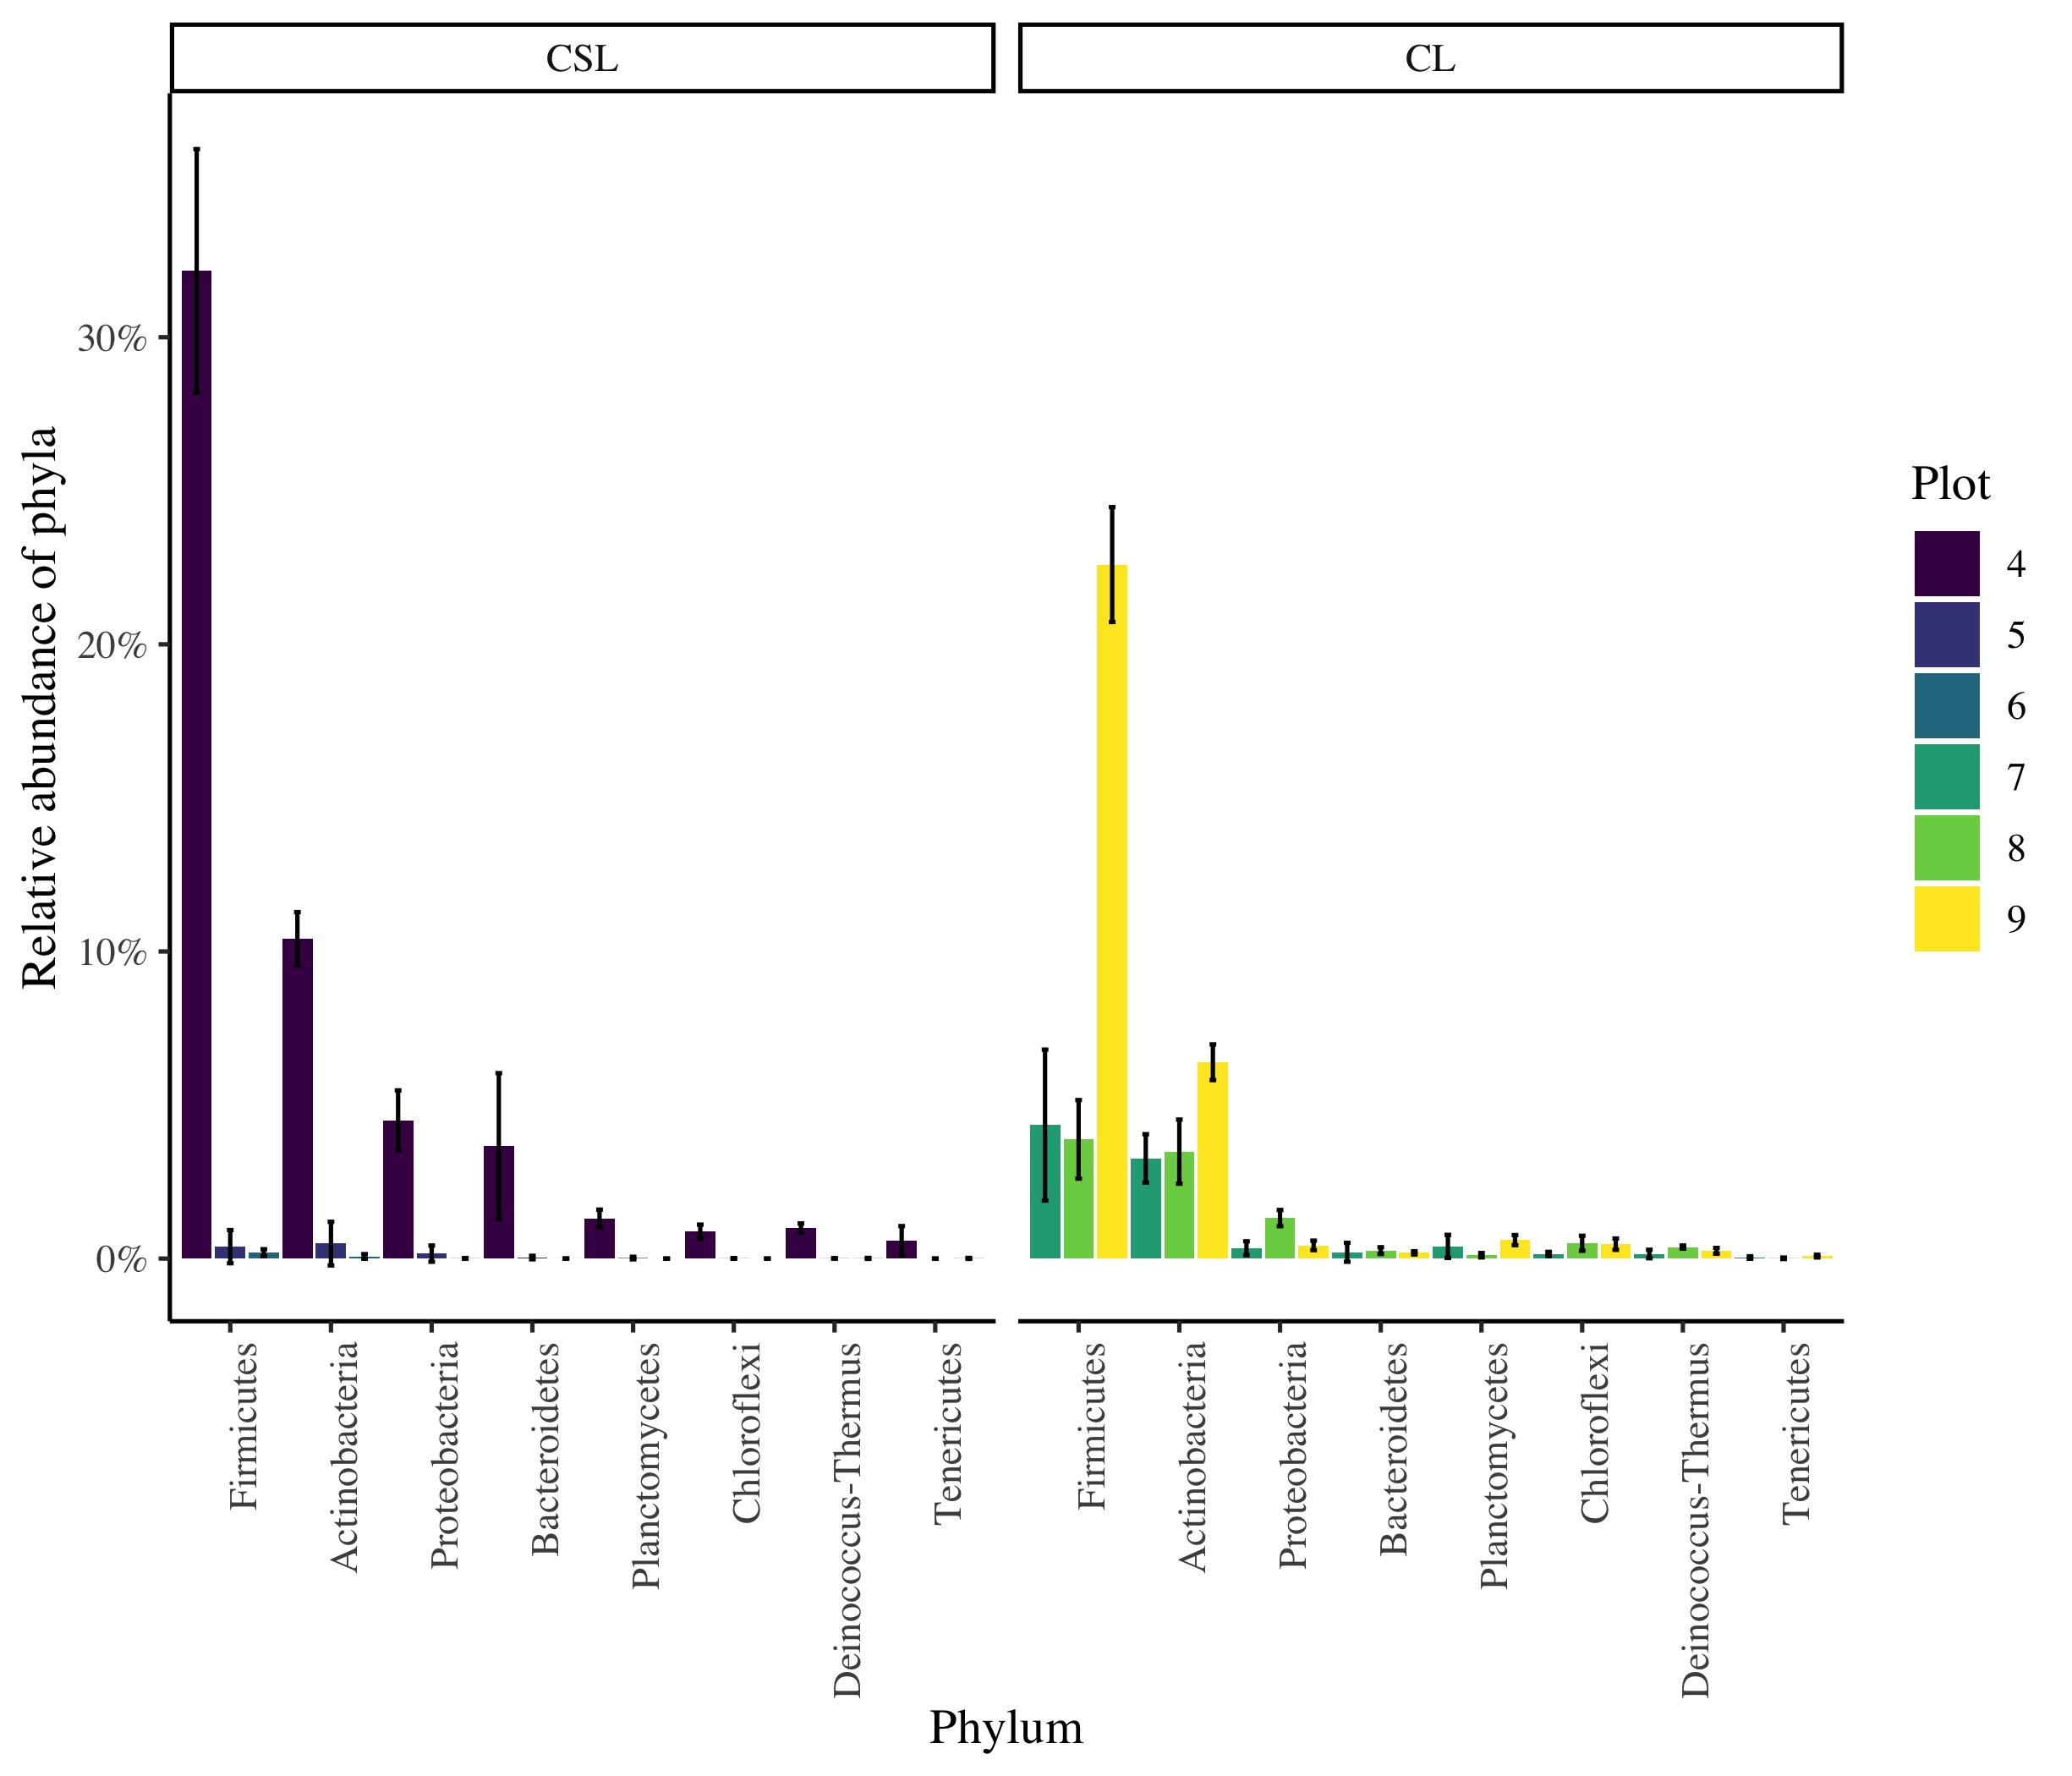 CSL
CL
Relative abundance of phyla
30%
20%
10%
0%
Firmicutes
Actinobacteria
Proteobacteria
Bacteroidetes
Planctomycetes
Chloroflexi
Deinococcus-Thermus
Tenericutes
Firmicutes
Actinobacteria
Proteobacteria
Bacteroidetes
Planctomycetes
Chloroflexi
Deinococcus-Thermus
Tenericutes
Phylum
Plot
4
5
6
7
8
9